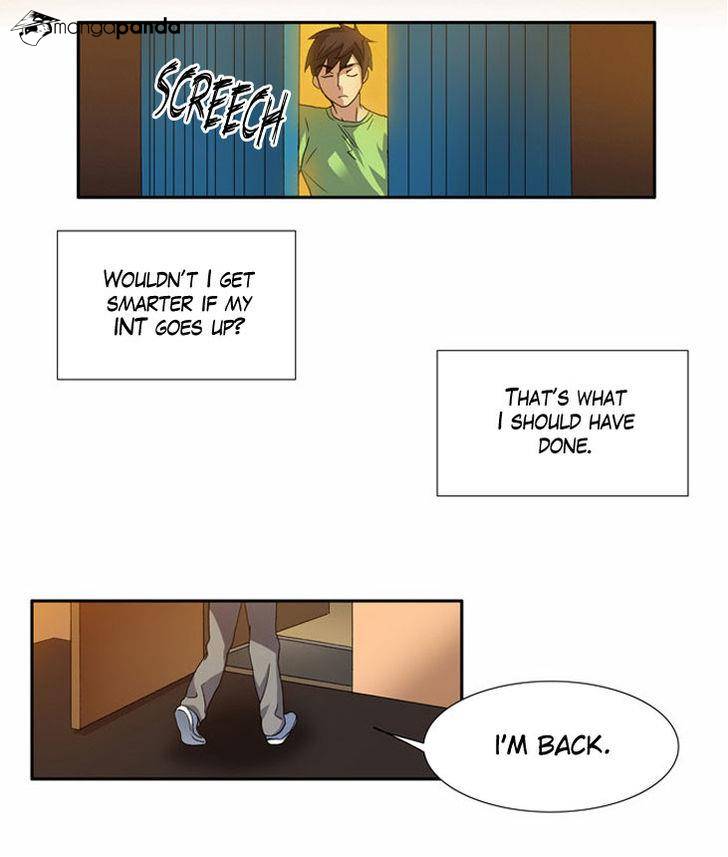 mangapanda
SCREECH
WOULDN'T I GET
SMARTER IF MY
INT GOES UP?
THAT'S WHAT
I SHOULD HAVE
DONE.
I'M BACK.